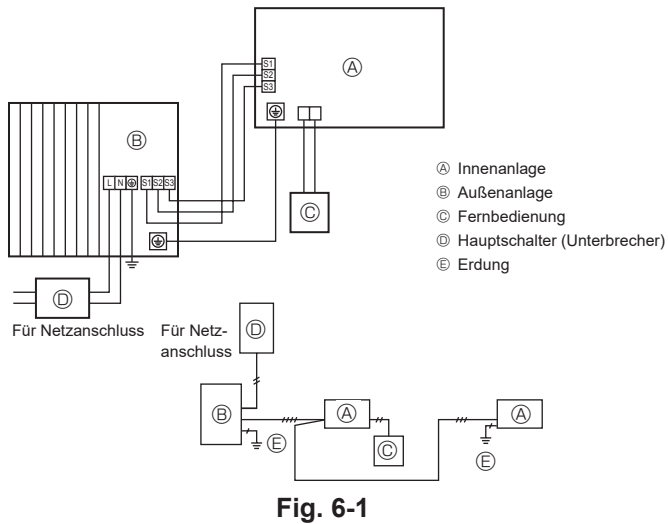 S1
S2
S3
Ⓐ
Ⓑ
L N S1 S2 S3
Ⓒ
Ⓓ
Für Netzanschluss
Ⓐ Innenanlage
Ⓑ Außenanlage
Ⓒ Fernbedienung
Ⓓ Hauptschalter (Unterbrecher)
Ⓔ Erdung
Für Netz-
anschluss
Ⓓ
Ⓑ
Ⓔ
Ⓐ
Ⓒ
Ⓐ
Ⓔ
Fig. 6-1